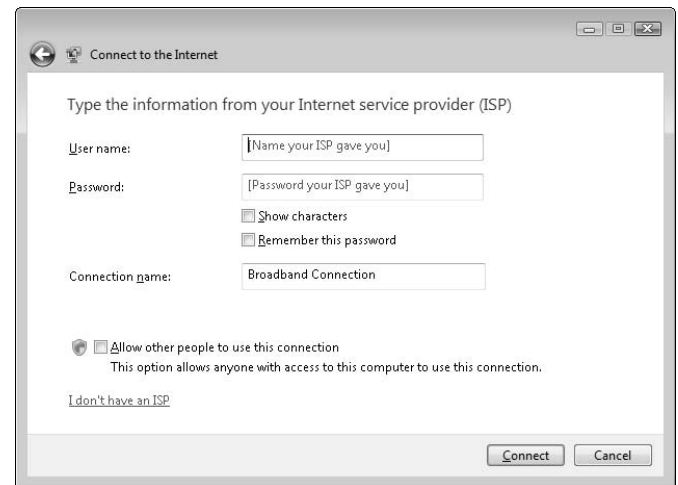 Connect to the Internet
Type the information from your Internet service provider (ISP)
User name:
[Name your ISP gave you]
Password:
[Password your ISP gave you]
Show characters
Remember this password
Connection name:
Broadband Connection
Allow other people to use this connection
This option allows anyone with access to this computer to use this connection.
I don't have an ISP
Connect
Cancel